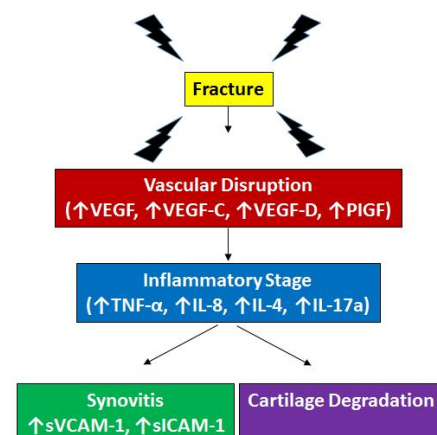 Fracture
Vascular Disruption
(↑VEGF, ↑VEGF-C, ↑VEGF-D, ↑PIGF)
Inflammatory Stage
(↑TNF-α, ↑IL-8, ↑IL-4, ↑IL-17a)
Synovitis
↑sVCAM-1, ↑sICAM-1
Cartilage Degradation